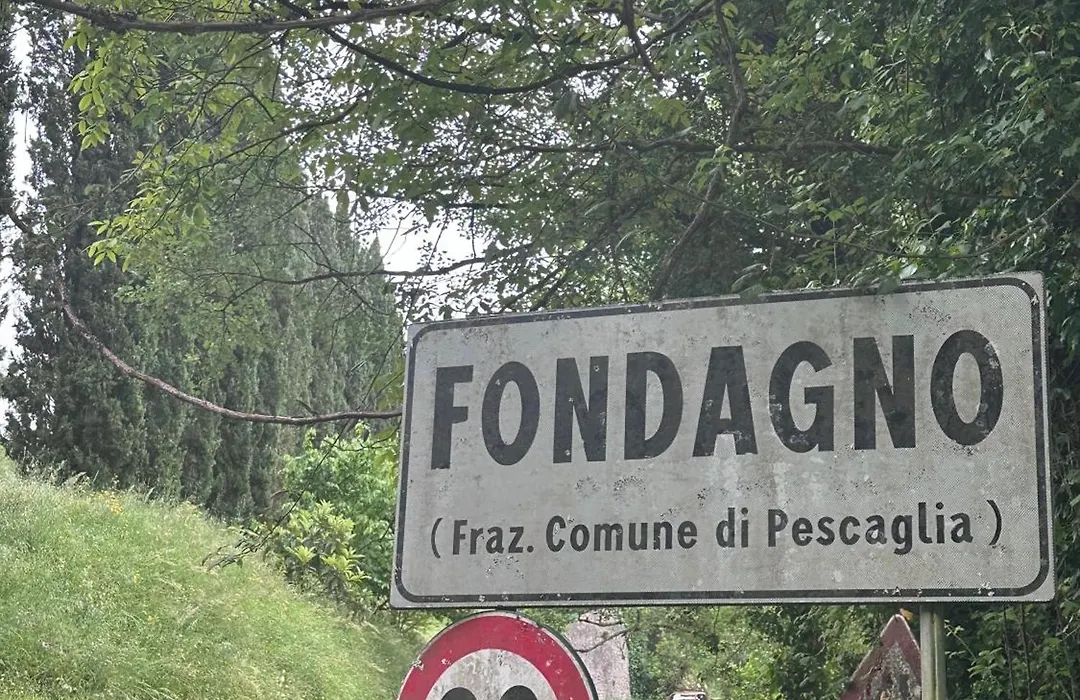 FONDAGNO
(Fraz. Comune di Pescaglia)